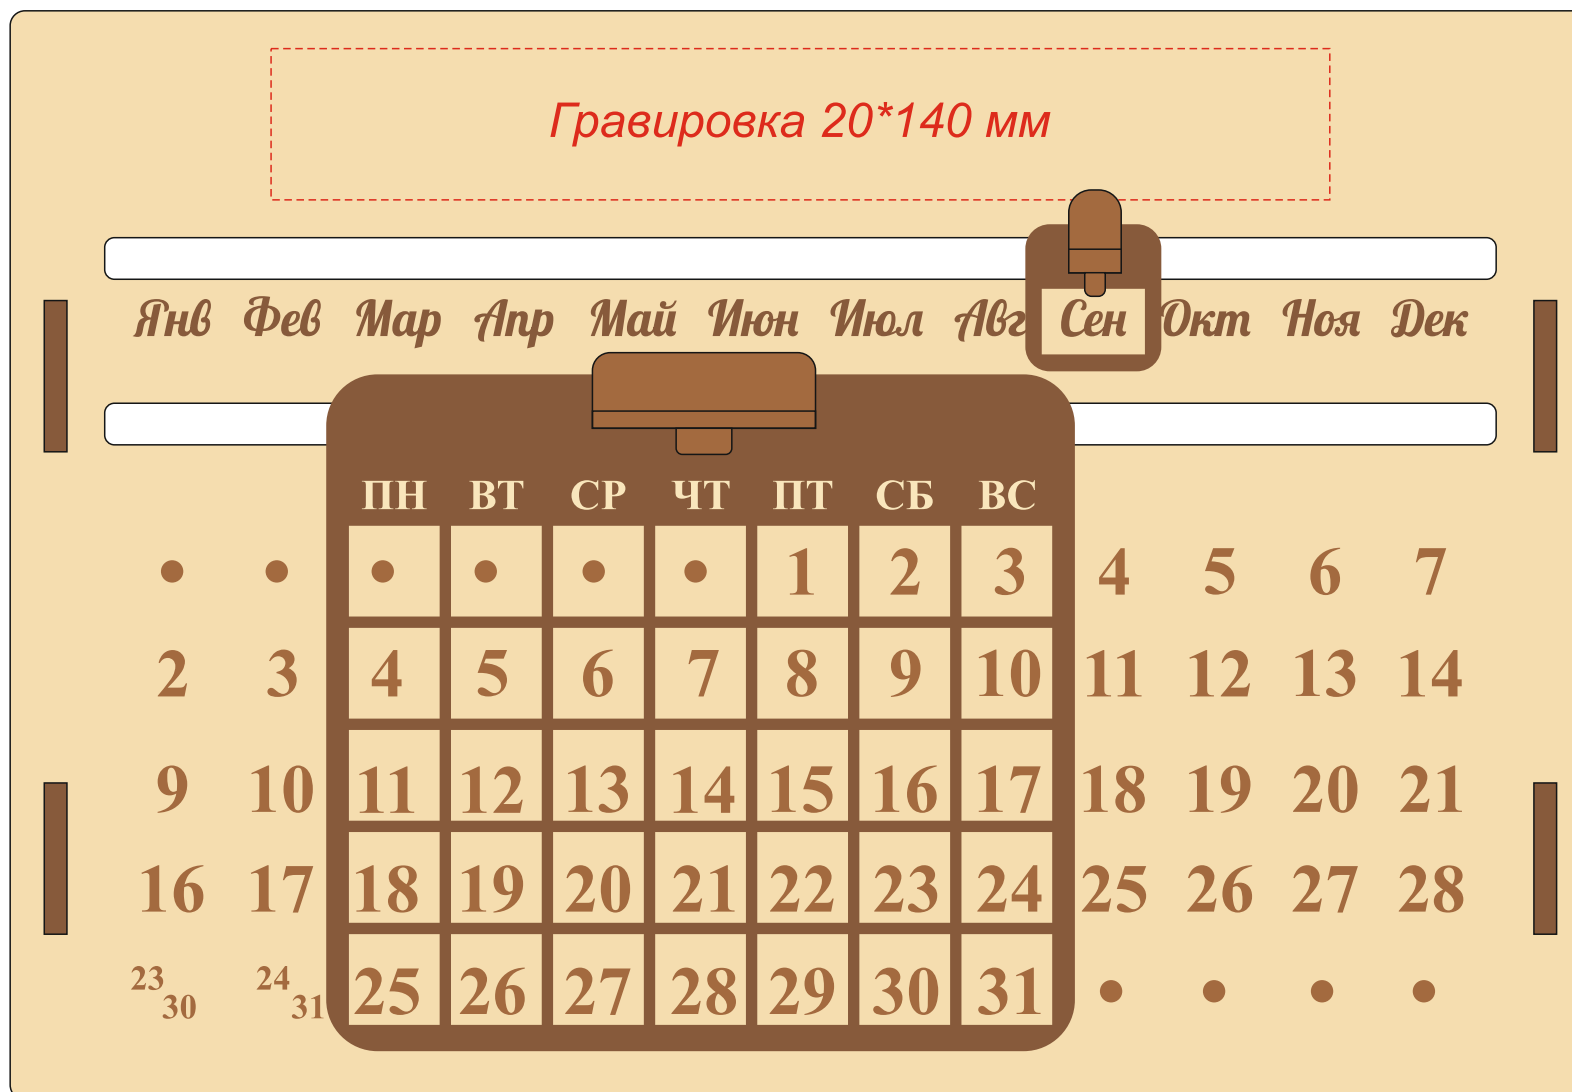 Гравировка 20*140 мм
Янв Фев Мар Апр Май Июн Июл Авг Сен Окт Ноя Дек
ПН ВТ СР ЧТ ПТ СБ ВС
• • • • • • 1 2 3 4 5 6 7
2 3 4 5 6 7 8 9 10 11 12 13 14
9 10 11 12 13 14 15 16 17 18 19 20 21
16 17 18 19 20 21 22 23 24 25 26 27 28
23 30 24 31 25 26 27 28 29 30 31 • • • •